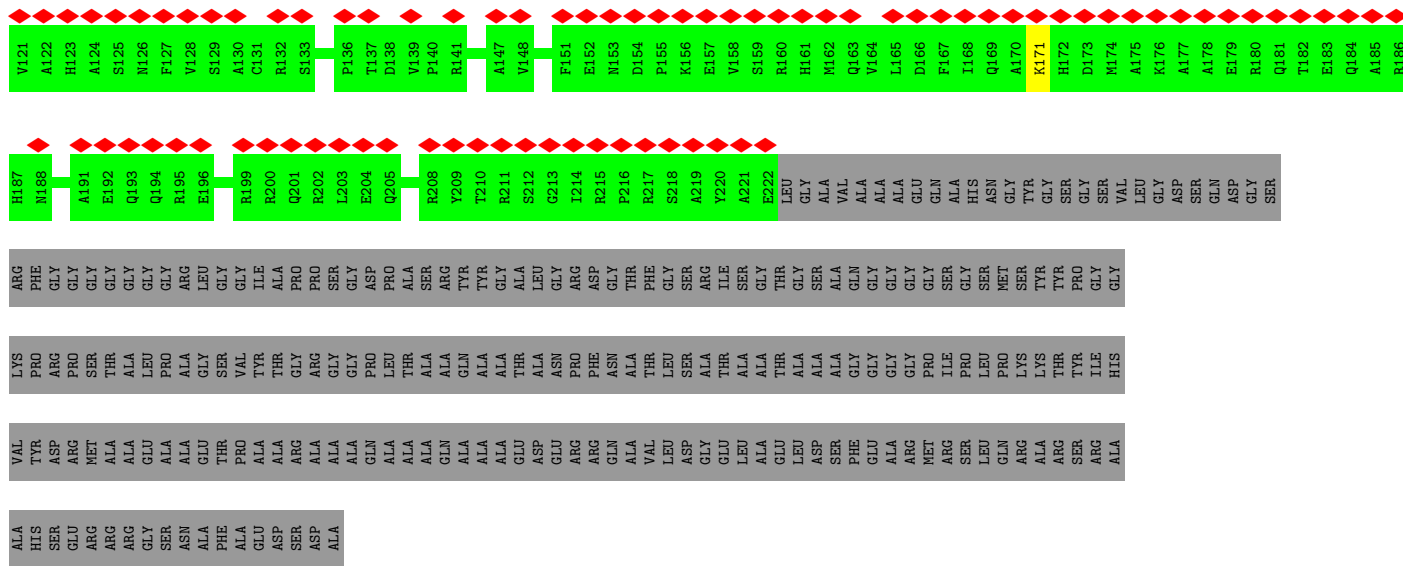 V121 A122 H123 A124 S125 N126 F127 V128 S129 A130 C131 R132 S133 P136 T137 D138 V139 P140 R141 A147 V148 F151 E152 N153 D154 P155 K156 E157 V158 S159 R160 H161 M162 Q163 V164 L165 D166 F167 I168 Q169 A170 K171 H172 D173 M174 A175 K176 A177 A178 E179 R180 Q181 T182 E183 Q184 A185 R186
H187 N188 A191 E192 Q193 Q194 R195 E196 R199 R200 Q201 R202 L203 E204 Q205 R208 Y209 T210 R211 S212 G213 I214 R215 P216 R217 S218 A219 Y220 A221 E222 LEU GLY ALA VAL ALA ALA ALA GLU GLN ALA HIS ASN GLY TYR GLY SER GLY SER VAL LEU GLY ASP SER GLN ASP GLY SER
ARG PHE GLY GLY GLY GLY GLY GLY GLY ARG LEU GLY GLY ILE ALA PRO PRO SER GLY ASP PRO ALA SER ARG TYR TYR GLY ALA LEU GLY ARG ASP GLY THR PHE GLY SER ARG ILE SER GLY THR GLY SER ALA GLN GLY GLY GLY GLY SER GLY SER MET SER TYR TYR PRO GLY GLY
LYS PRO ARG PRO SER THR ALA LEU PRO ALA GLY SER VAL TYR THR GLY ARG GLY GLY PRO LEU THR ALA ALA GLN ALA ALA THR ALA ASN PRO PHE ASN ALA THR LEU SER ALA THR ALA ALA THR ALA ALA ALA GLY GLY GLY GLY PRO ILE PRO LEU PRO LYS LYS THR TYR ILE HIS
VAL TYR ASP ARG MET ALA ALA GLU ALA ALA GLU THR PRO ALA ALA ARG ALA ALA ALA GLN ALA ALA GLN ALA ALA ALA GLU ASP GLU ARG ARG GLN ALA VAL LEU ASP GLY GLU LEU ALA GLU LEU ASP SER PHE GLU ALA ARG MET ARG SER LEU GLN ARG ALA ARG SER ARG ALA
ALA HIS SER GLU ARG ARG ARG GLY SER ASN ALA PHE ALA GLU ASP SER ASP ALA